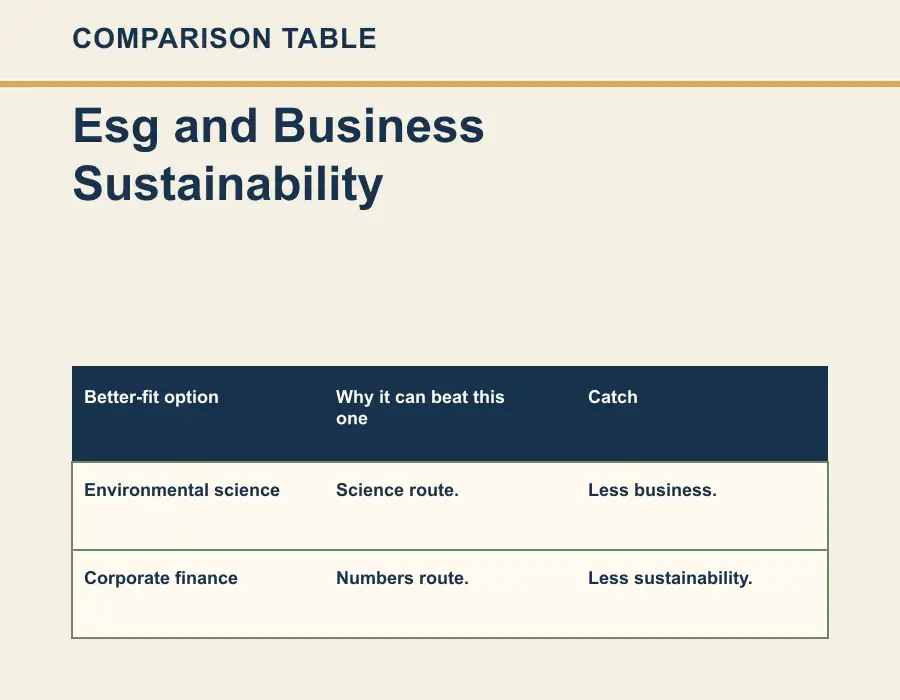 COMPARISON TABLE
Esg and Business
Sustainability
Better-fit option
Why it can beat this
one
Catch
Environmental science
Science route.
Less business.
Corporate finance
Numbers route.
Less sustainability.